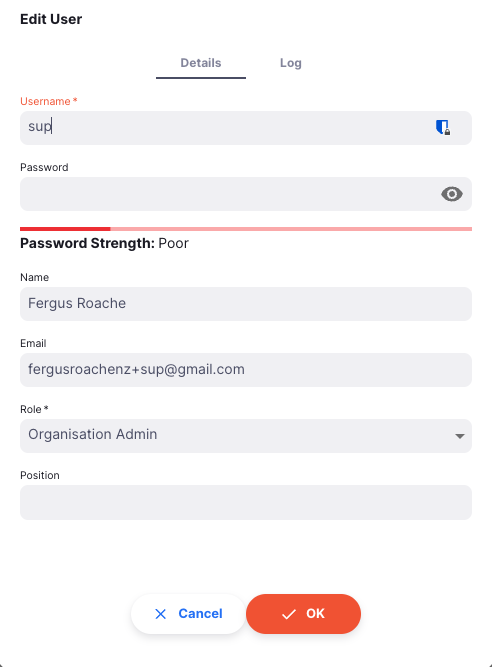 Edit User
Details Log
Username *
sup
Password
Password Strength: Poor
Name
Fergus Roache
Email
fergusroachenz+sup@gmail.com
Role *
Organisation Admin
Position
Cancel OK